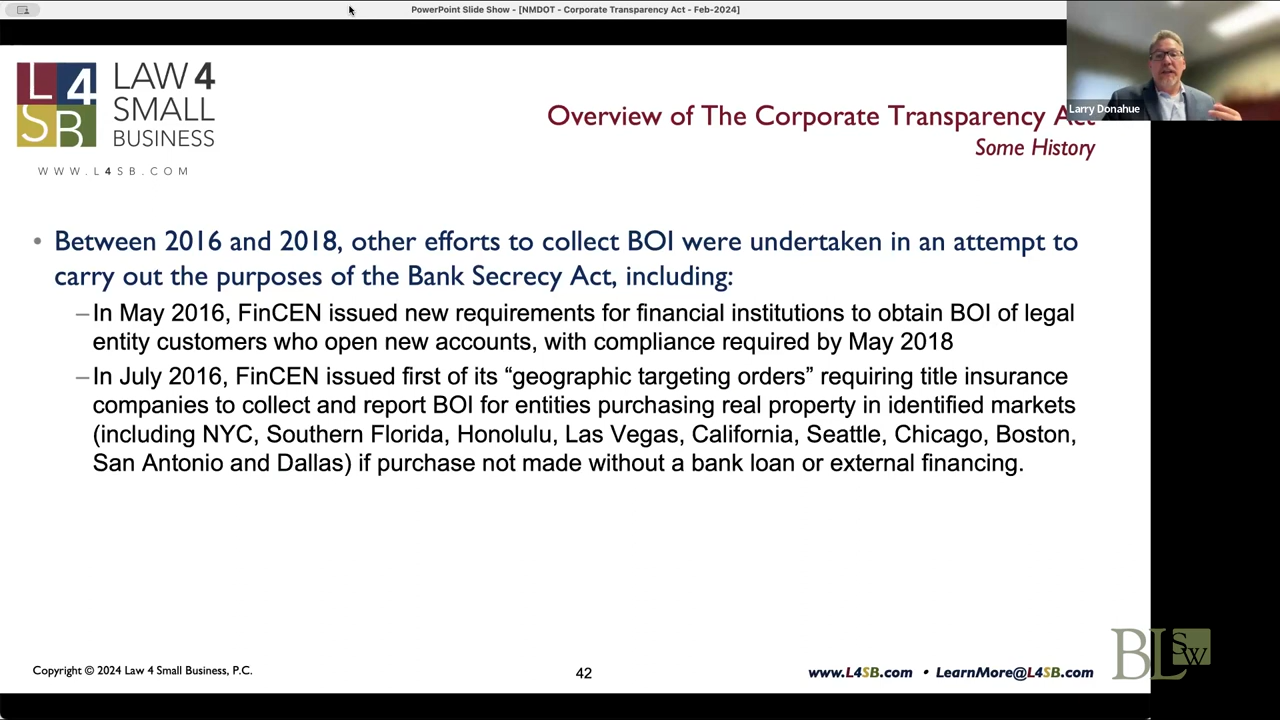 PowerPoint Slide Show - [NMDOT - Corporate Transparency Act - Feb-2024]
L4SB
LAW 4
SMALL
BUSINESS
WWW.L4SB.COM
Larry Donahue
Overview of The Corporate Transparency Act
Some History
• Between 2016 and 2018, other efforts to collect BOI were undertaken in an attempt to
carry out the purposes of the Bank Secrecy Act, including:
–In May 2016, FinCEN issued new requirements for financial institutions to obtain BOI of legal
entity customers who open new accounts, with compliance required by May 2018
–In July 2016, FinCEN issued first of its “geographic targeting orders” requiring title insurance
companies to collect and report BOI for entities purchasing real property in identified markets
(including NYC, Southern Florida, Honolulu, Las Vegas, California, Seattle, Chicago, Boston,
San Antonio and Dallas) if purchase not made without a bank loan or external financing.
Copyright © 2024 Law 4 Small Business, P.C.
42
www.L4SB.com • LearnMore@L4SB.com
BLSW